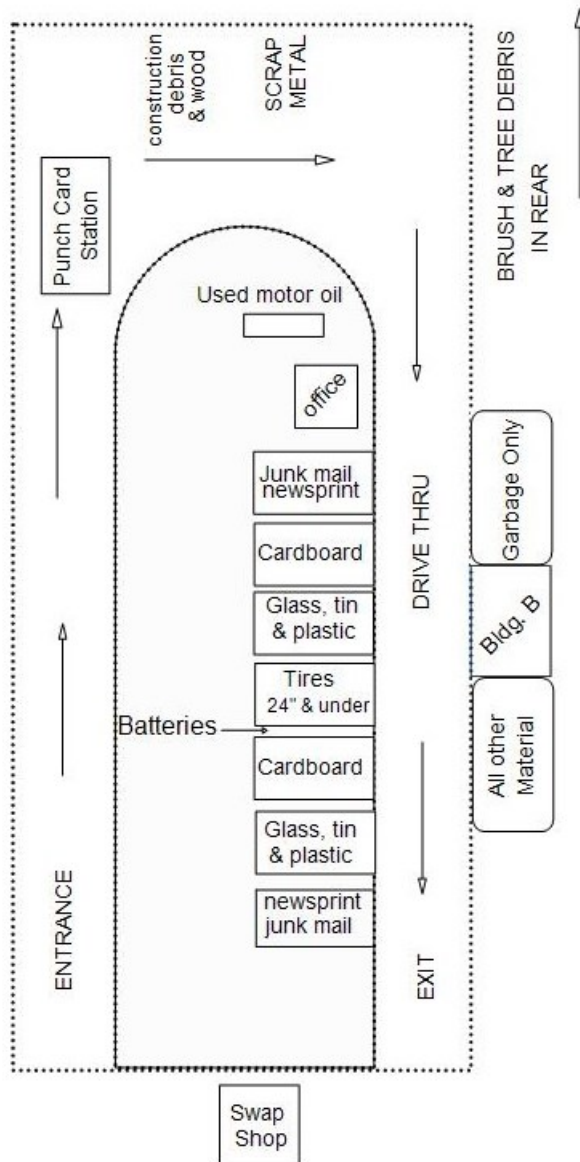 construction
debris
& wood
SCRAP
METAL
BRUSH & TREE DEBRIS
IN REAR
Punch Card
Station
Used motor oil
office
Junk mail
newsprint
Cardboard
Glass, tin
& plastic
Tires
24" & under
Batteries
Cardboard
Glass, tin
& plastic
newsprint
junk mail
DRIVE THRU
Garbage Only
Bldg. B
All other
Material
ENTRANCE
EXIT
Swap
Shop